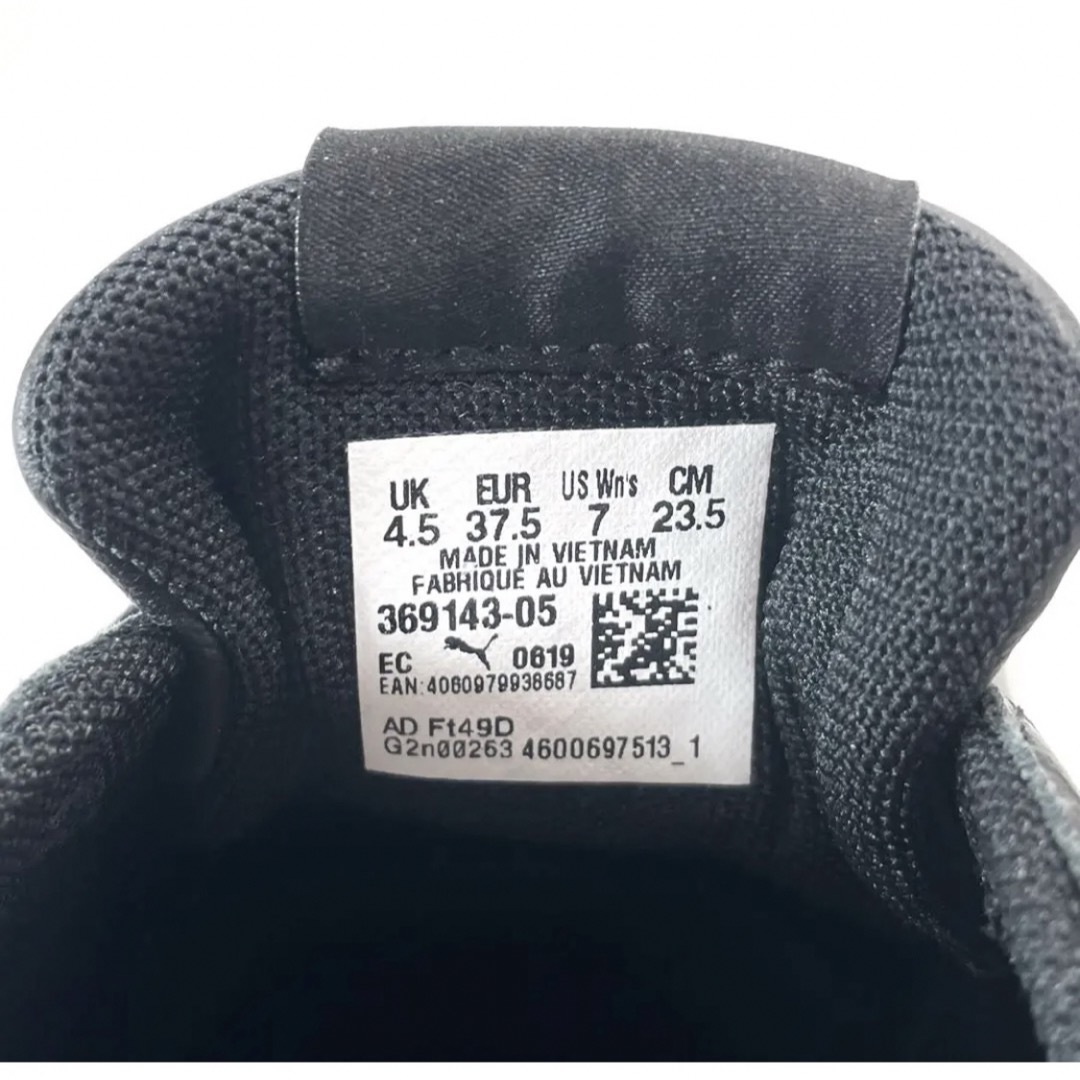 UK EUR US Wn's CM
4.5 37.5 7 23.5
MADE IN VIETNAM
FABRIQUE AU VIETNAM
369143-05
EC 0619
EAN:4060979938687
AD Ft49D
G2n00263 4600697513_1